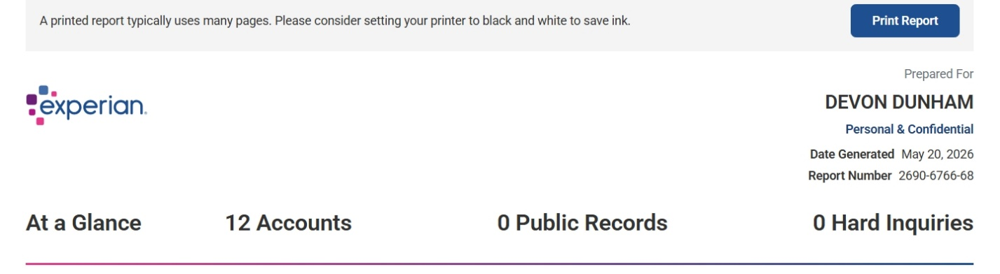 A printed report typically uses many pages. Please consider setting your printer to black and white to save ink.
Print Report
experian.
Prepared For
DEVON DUNHAM
Personal & Confidential
Date Generated May 20, 2026
Report Number 2690-6766-68
At a Glance
12 Accounts
0 Public Records
0 Hard Inquiries